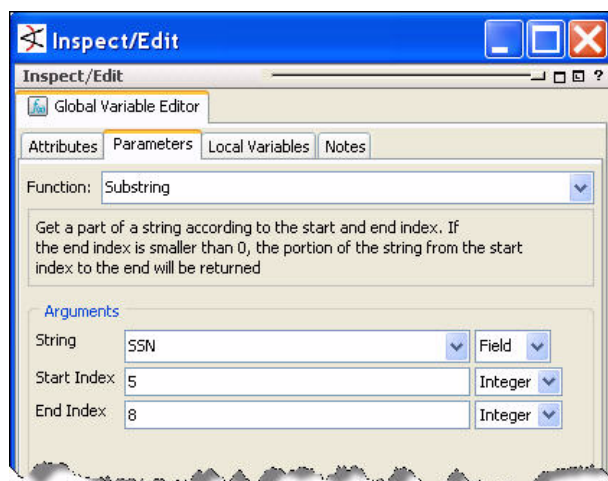 Inspect/Edit
Inspect/Edit ?
Global Variable Editor
Attributes Parameters Local Variables Notes
Function: Substring
Get a part of a string according to the start and end index. If
the end index is smaller than 0, the portion of the string from the start
index to the end will be returned
Arguments
String SSN Field
Start Index 5 Integer
End Index 8 Integer